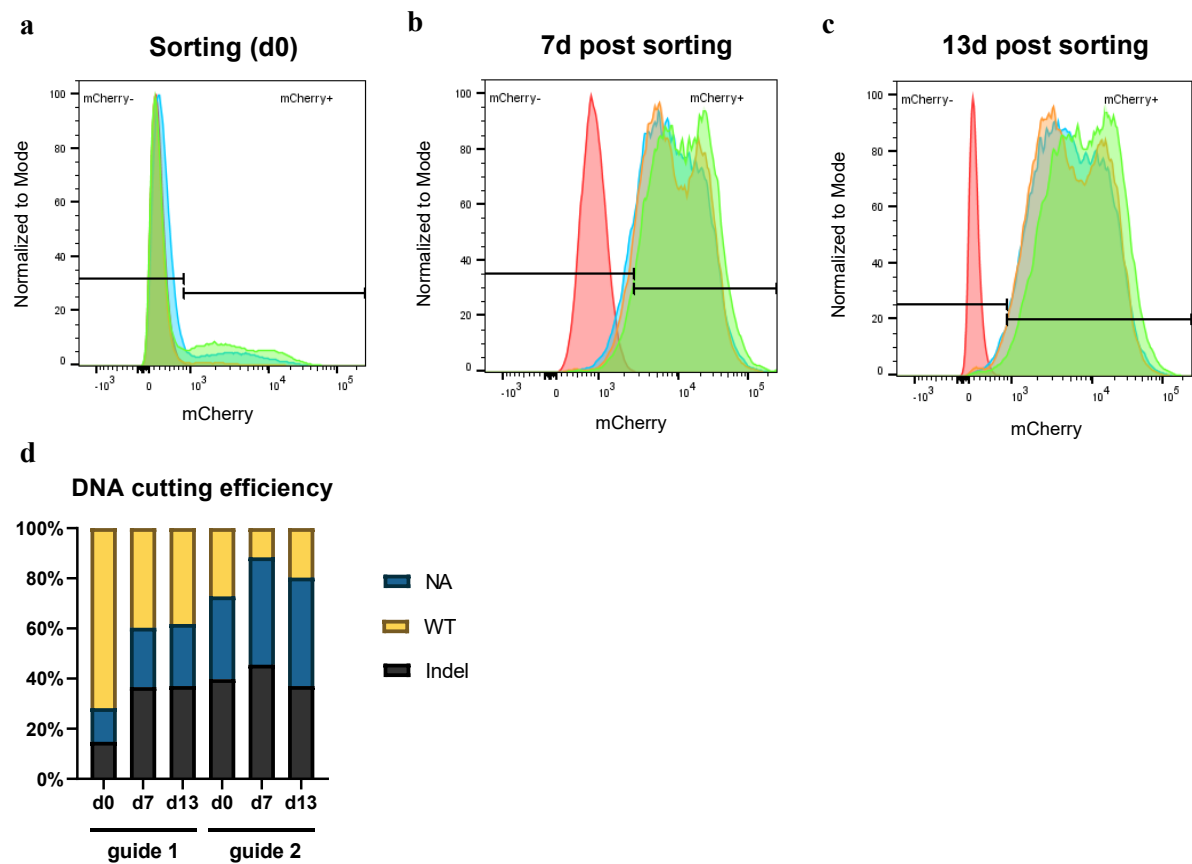 a
Sorting (d0)
mCherry-
mCherry+
Normalized to Mode
100
80
60
40
20
0
-10³
0
10³
10⁴
10⁵
mCherry
b
7d post sorting
mCherry-
mCherry+
Normalized to Mode
100
80
60
40
20
0
-10³
0
10³
10⁴
10⁵
mCherry
c
13d post sorting
mCherry-
mCherry+
Normalized to Mode
100
80
60
40
20
0
-10³
0
10³
10⁴
10⁵
mCherry
d
DNA cutting efficiency
100%
80%
60%
40%
20%
0%
d0 d7 d13 d0 d7 d13
guide 1 guide 2
NA
WT
Indel